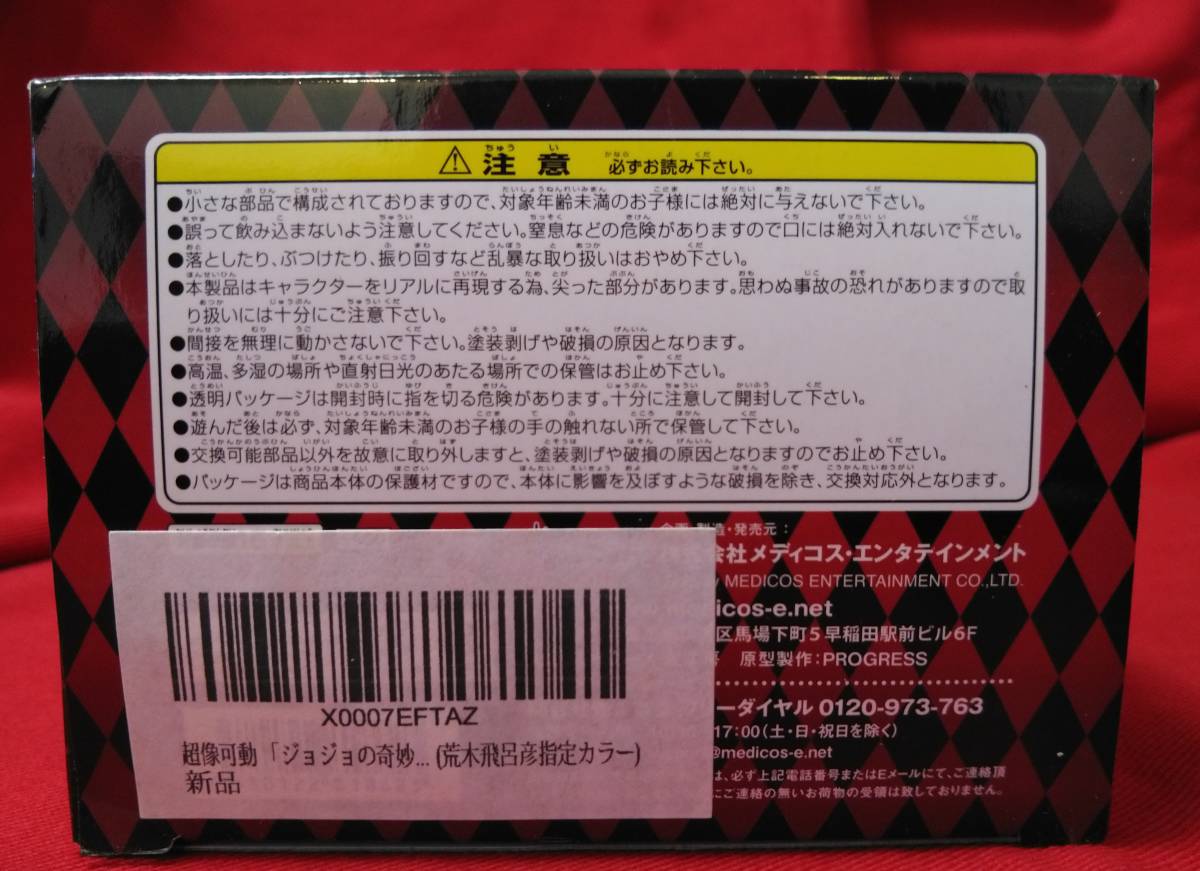 ⚠ 注意 必ずお読み下さい。
●小さな部品で構成されておりますので、対象年齢未満のお子様には絶対に与えないで下さい。
●誤って飲み込まないよう注意してください。窒息などの危険がありますので口には絶対入れないで下さい。
●落としたり、ぶつけたり、振り回すなど乱暴な取り扱いはおやめ下さい。
●本製品はキャラクターをリアルに再現する為、尖った部分があります。思わぬ事故の恐れがありますので取
り扱いには十分にご注意下さい。
●間接を無理に動かさないで下さい。塗装剥げや破損の原因となります。
●高温、多湿の場所や直射日光のあたる場所での保管はお止め下さい。
●透明パッケージは開封時に指を切る危険があります。十分に注意して開封して下さい。
●遊んだ後は必ず、対象年齢未満のお子様の手の触れない所で保管して下さい。
●交換可能部品以外を故意に取り外しますと、塗装剥げや破損の原因となりますのでお止め下さい。
●パッケージは商品本体の保護材ですので、本体に影響を及ぼすような破損を除き、交換対応外となります。
製造・発売元：
会社メディコス・エンタテインメント
MEDICOS ENTERTAINMENT CO.,LTD.
icos-e.net
区馬場下町5 早稲田駅前ビル6F
原型製作：PROGRESS
ーダイヤル 0120-973-763
17:00（土・日・祝日を除く）
@medicos-e.net
は、必ず上記電話番号またはEメールにて、ご連絡頂
にご連絡の無いお荷物の受領は致しておりません。
X0007EFTAZ
超像可動「ジョジョの奇妙... (荒木飛呂彦指定カラー)
新品